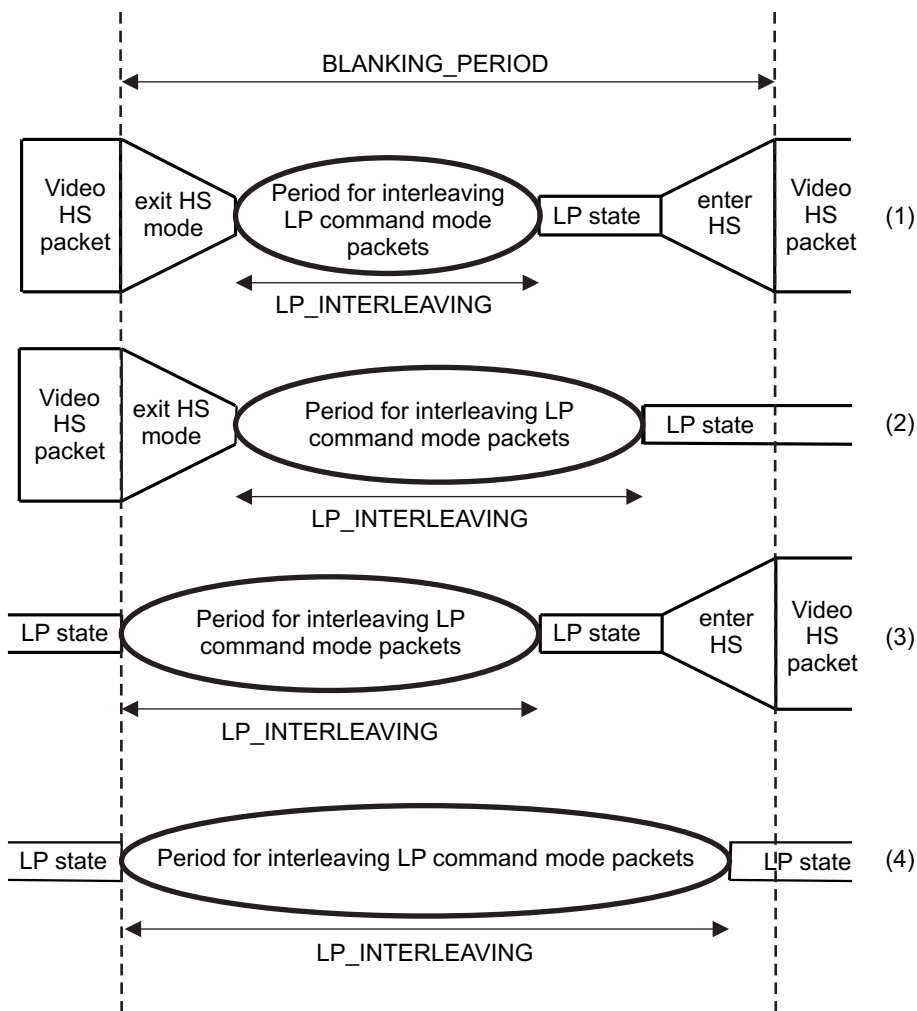 BLANKING_PERIOD
Video
HS
packet
exit HS
mode
Period for interleaving
LP command mode
packets
LP state
enter
HS
Video
HS
packet
(1)
LP_INTERLEAVING
Video
HS
packet
exit HS
mode
Period for interleaving LP
command mode packets
LP state
(2)
LP_INTERLEAVING
LP state
Period for interleaving LP
command mode packets
LP state
enter
HS
Video
HS
packet
(3)
LP_INTERLEAVING
LP state
Period for interleaving LP command mode packets
LP state
(4)
LP_INTERLEAVING